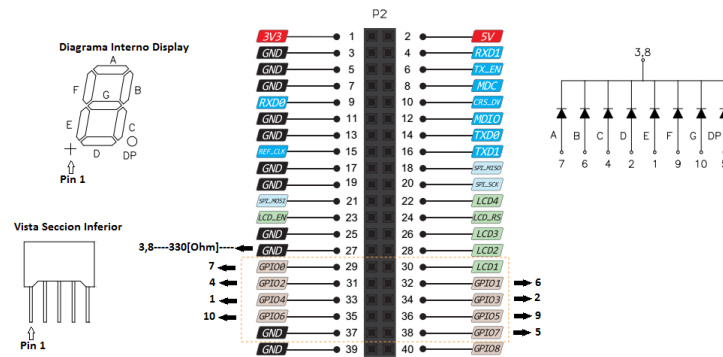 P2
Diagrama Interno Display
A
F
B
G
E
C
D
DP
Pin 1
Vista Seccion Inferior
Pin 1
3V3 1 2 5V
GND 3 4 RXD1
GND 5 6 TX_EN
GND 7 8 MDC
RXD0 9 10 CRS_DV
GND 11 12 MDIO
GND 13 14 TXD0
REF_CLK 15 16 TXD1
GND 17 18 SPI_MISO
GND 19 20 SPI_SCK
SPI_MOSI 21 22 LCD4
LCD_EN 23 24 LCD_RS
GND 25 26 LCD3
3,8----330[Ohm]---- GND 27 28 LCD2
7 GPIO0 29 30 LCD1
4 GPIO2 31 32 GPIO1 6
1 GPIO4 33 34 GPIO3 2
10 GPIO6 35 36 GPIO5 9
GND 37 38 GPIO7 5
GND 39 40 GPIO8
3,8
A B C D E F G DP
7 6 4 2 1 9 10 5